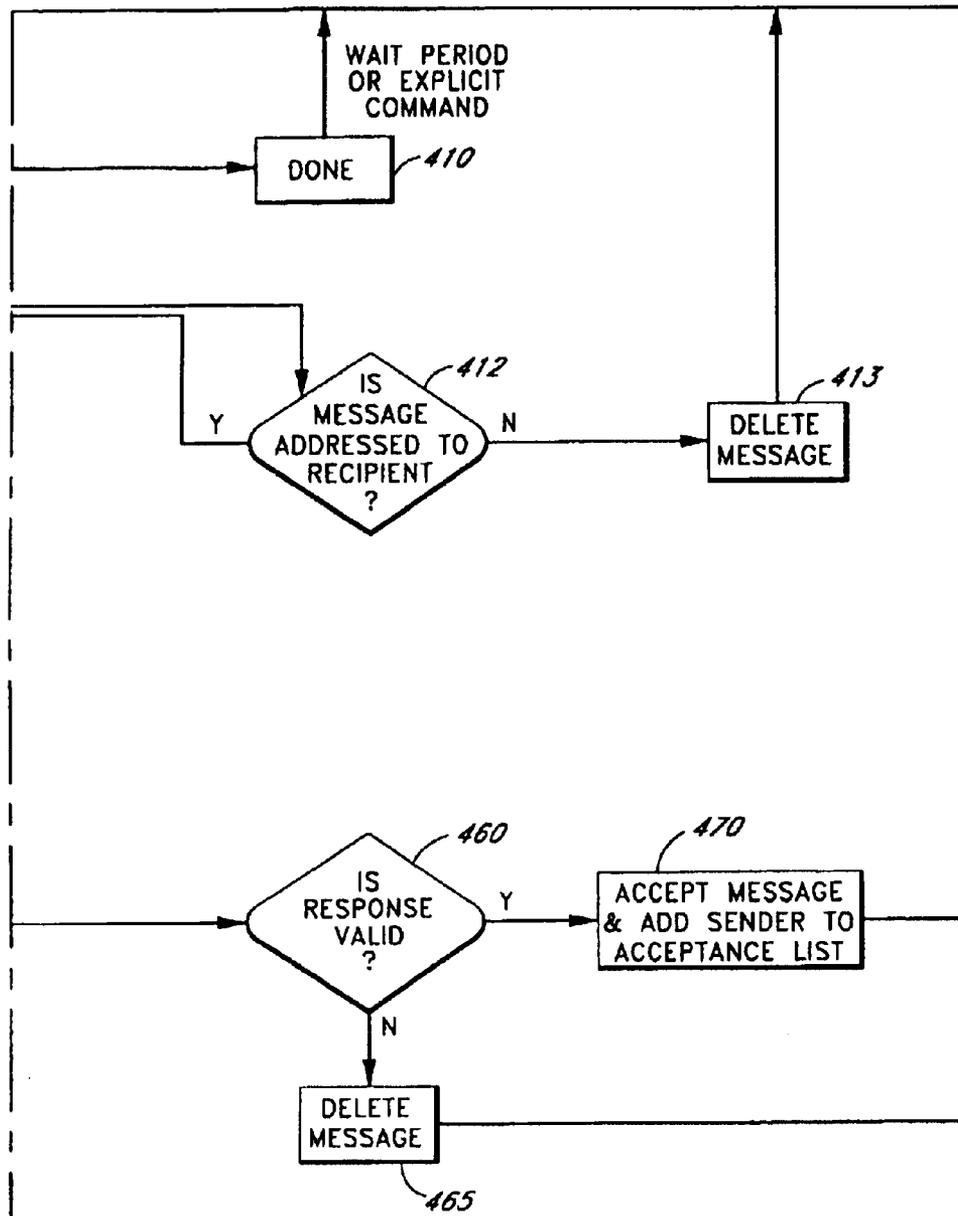 WAIT PERIOD
OR EXPLICIT
COMMAND
DONE
410
412
IS
MESSAGE
ADDRESSED TO
RECIPIENT
?
Y
N
413
DELETE
MESSAGE
460
IS
RESPONSE
VALID
?
Y
N
470
ACCEPT MESSAGE
& ADD SENDER TO
ACCEPTANCE LIST
DELETE
MESSAGE
465